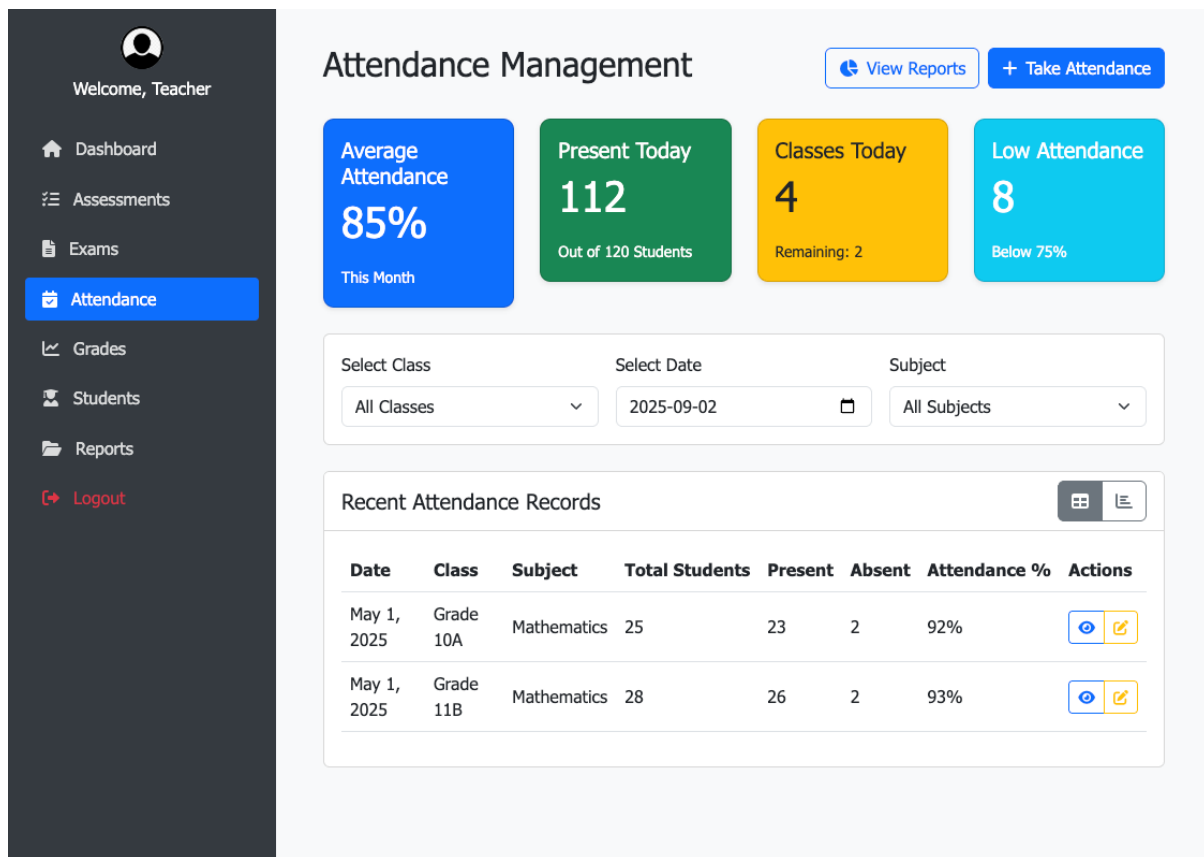 Welcome, Teacher
Dashboard
Assessments
Exams
Attendance
Grades
Students
Reports
Logout
Attendance Management
View Reports
Take Attendance
Average
Attendance
85%
This Month
Present Today
112
Out of 120 Students
Classes Today
4
Remaining: 2
Low Attendance
8
Below 75%
Select Class
All Classes
Select Date
2025-09-02
Subject
All Subjects
Recent Attendance Records
Date Class Subject Total Students Present Absent Attendance % Actions
May 1, 2025 Grade 10A Mathematics 25 23 2 92%
May 1, 2025 Grade 11B Mathematics 28 26 2 93%